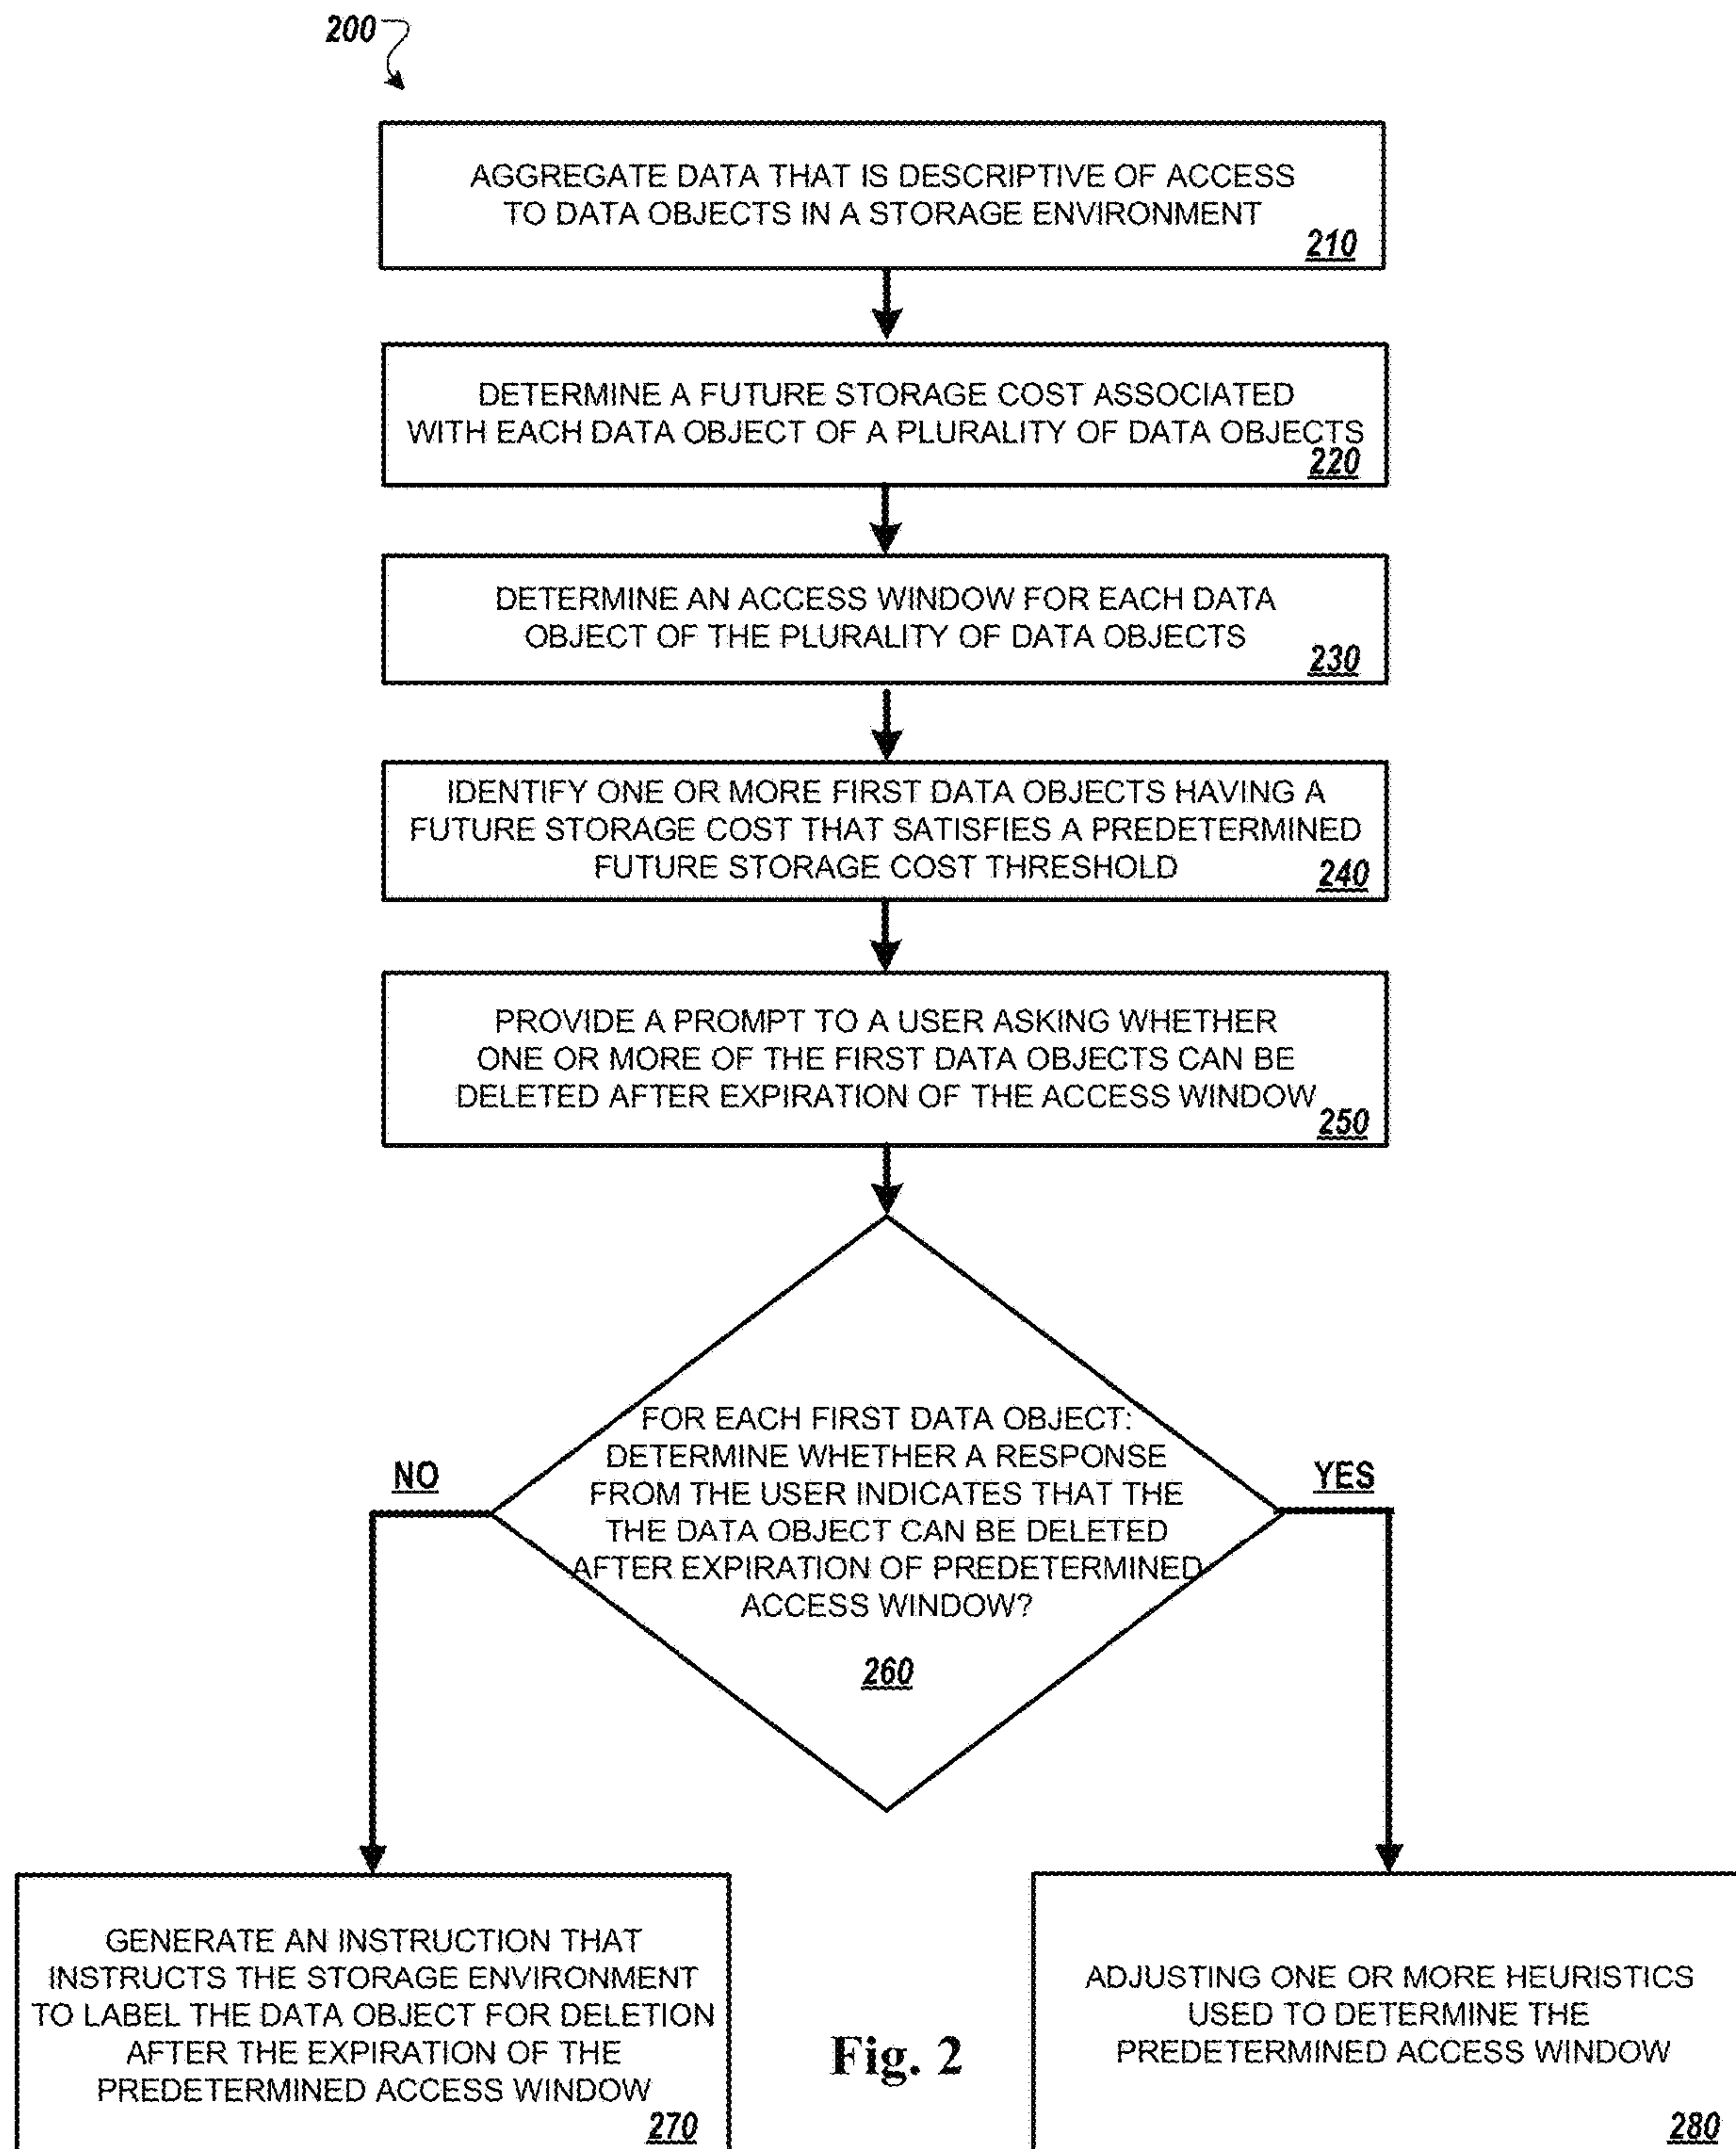 200
AGGREGATE DATA THAT IS DESCRIPTIVE OF ACCESS
TO DATA OBJECTS IN A STORAGE ENVIRONMENT
210
DETERMINE A FUTURE STORAGE COST ASSOCIATED
WITH EACH DATA OBJECT OF A PLURALITY OF DATA OBJECTS
220
DETERMINE AN ACCESS WINDOW FOR EACH DATA
OBJECT OF THE PLURALITY OF DATA OBJECTS
230
IDENTIFY ONE OR MORE FIRST DATA OBJECTS HAVING A
FUTURE STORAGE COST THAT SATISFIES A PREDETERMINED
FUTURE STORAGE COST THRESHOLD
240
PROVIDE A PROMPT TO A USER ASKING WHETHER
ONE OR MORE OF THE FIRST DATA OBJECTS CAN BE
DELETED AFTER EXPIRATION OF THE ACCESS WINDOW
250
FOR EACH FIRST DATA OBJECT:
DETERMINE WHETHER A RESPONSE
FROM THE USER INDICATES THAT THE
THE DATA OBJECT CAN BE DELETED
AFTER EXPIRATION OF PREDETERMINED
ACCESS WINDOW?
260
NO
YES
GENERATE AN INSTRUCTION THAT
INSTRUCTS THE STORAGE ENVIRONMENT
TO LABEL THE DATA OBJECT FOR DELETION
AFTER THE EXPIRATION OF THE
PREDETERMINED ACCESS WINDOW
270
Fig. 2
ADJUSTING ONE OR MORE HEURISTICS
USED TO DETERMINE THE
PREDETERMINED ACCESS WINDOW
280